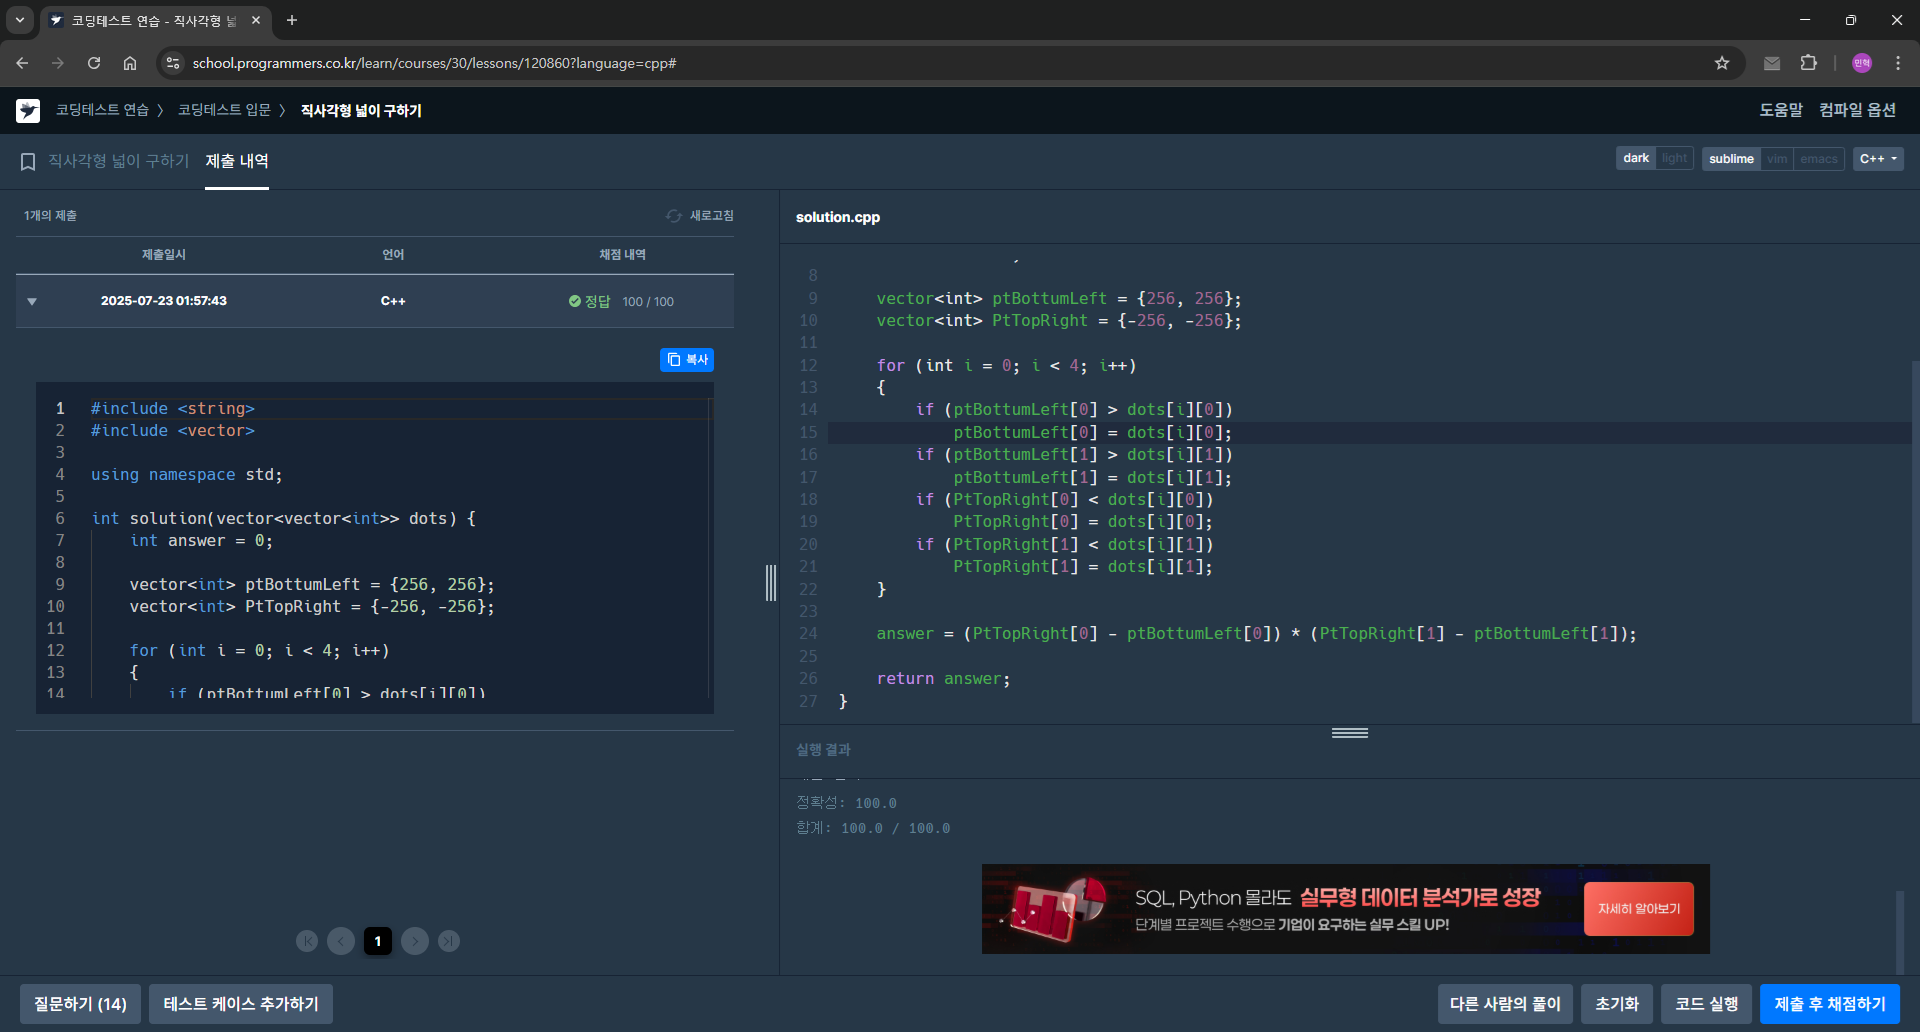 코딩테스트 연습 - 직사각형 넓
school.programmers.co.kr/learn/courses/30/lessons/120860?language=cpp#
민혁
코딩테스트 연습 〉 코딩테스트 입문 〉 직사각형 넓이 구하기
도움말 컴파일 옵션
직사각형 넓이 구하기 제출 내역
dark light sublime vim emacs C++
1개의 제출 새로고침
제출일시 언어 채점 내역
2025-07-23 01:57:43 C++ 정답 100 / 100
복사
1 #include <string>
2 #include <vector>
3
4 using namespace std;
5
6 int solution(vector<vector<int>> dots) {
7 int answer = 0;
8
9 vector<int> ptBottumLeft = {256, 256};
10 vector<int> PtTopRight = {-256, -256};
11
12 for (int i = 0; i < 4; i++)
13 {
14 if (ptBottumLeft[0] > dots[i][0])
1
solution.cpp
8
9 vector<int> ptBottumLeft = {256, 256};
10 vector<int> PtTopRight = {-256, -256};
11
12 for (int i = 0; i < 4; i++)
13 {
14 if (ptBottumLeft[0] > dots[i][0])
15 ptBottumLeft[0] = dots[i][0];
16 if (ptBottumLeft[1] > dots[i][1])
17 ptBottumLeft[1] = dots[i][1];
18 if (PtTopRight[0] < dots[i][0])
19 PtTopRight[0] = dots[i][0];
20 if (PtTopRight[1] < dots[i][1])
21 PtTopRight[1] = dots[i][1];
22 }
23
24 answer = (PtTopRight[0] - ptBottumLeft[0]) * (PtTopRight[1] - ptBottumLeft[1]);
25
26 return answer;
27 }
실행 결과
정확성: 100.0
합계: 100.0 / 100.0
SQL, Python 몰라도 실무형 데이터 분석가로 성장
단계별 프로젝트 수행으로 기업이 요구하는 실무 스킬 UP!
자세히 알아보기
질문하기 (14) 테스트 케이스 추가하기
다른 사람의 풀이 초기화 코드 실행 제출 후 채점하기